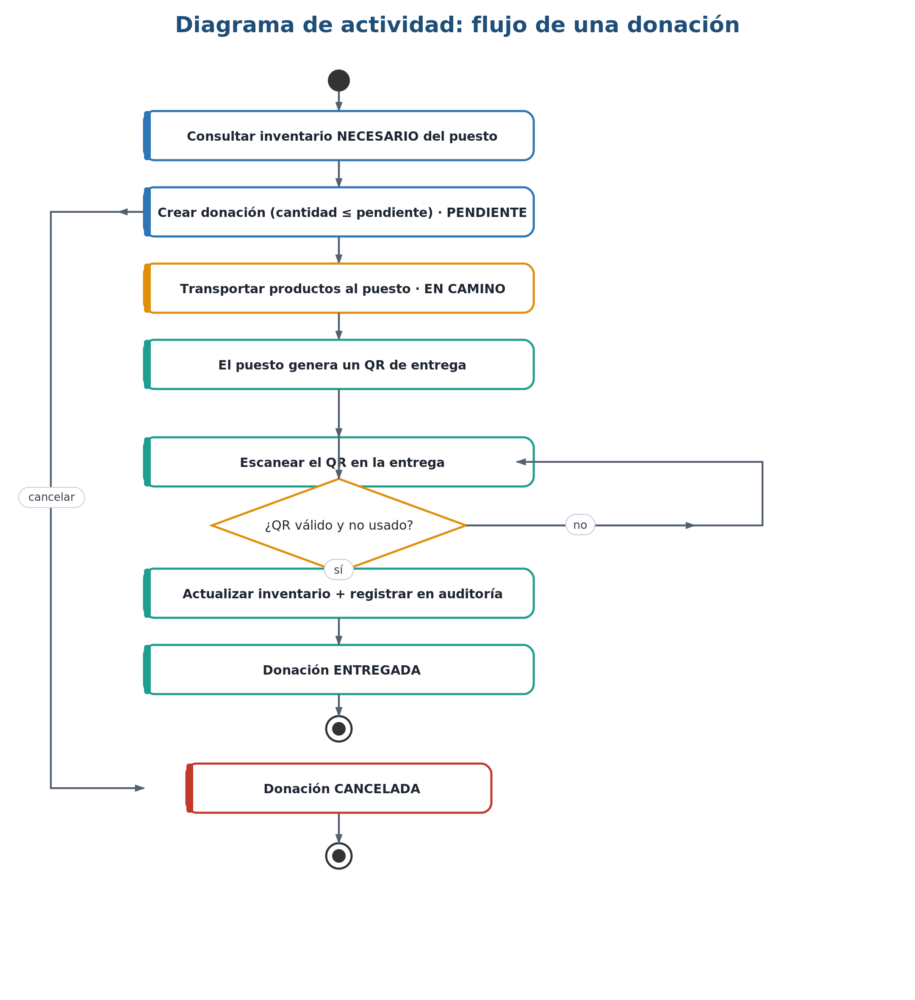 Diagrama de actividad: flujo de una donación
Consultar inventario NECESARIO del puesto
Crear donación (cantidad ≤ pendiente) · PENDIENTE
Transportar productos al puesto · EN CAMINO
El puesto genera un QR de entrega
Escanear el QR en la entrega
cancelar
¿QR válido y no usado?
no
sí
Actualizar inventario + registrar en auditoría
Donación ENTREGADA
Donación CANCELADA